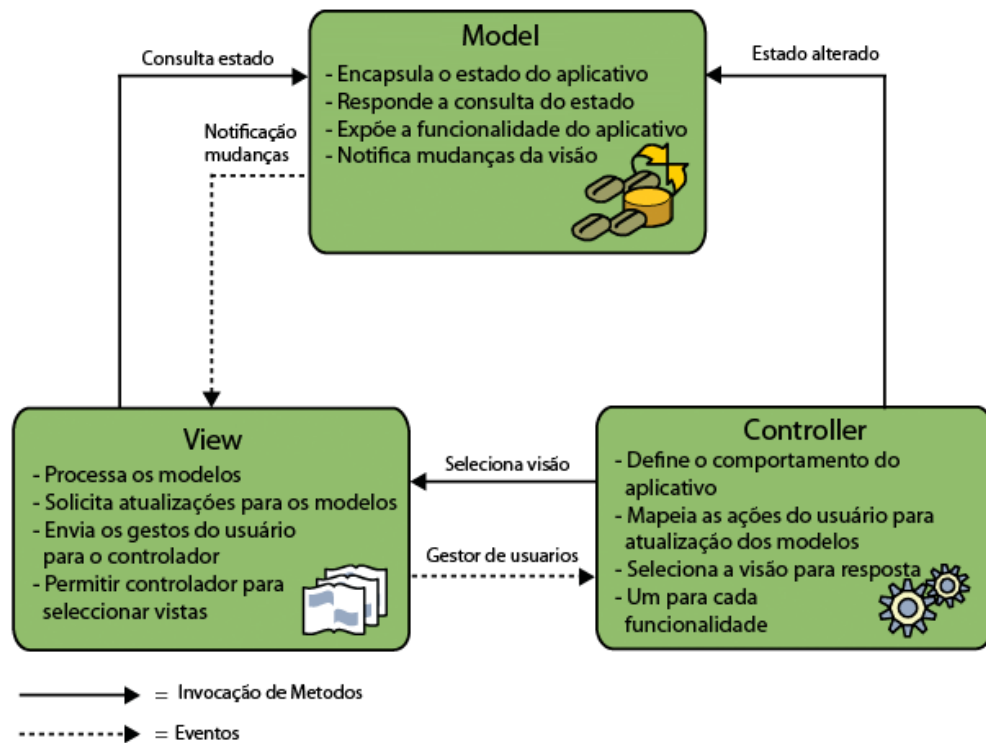 Model
- Encapsula o estado do aplicativo
- Responde a consulta do estado
- Expõe a funcionalidade do aplicativo
- Notifica mudanças da visão
Consulta estado
Estado alterado
Notificação
mudanças
View
- Processa os modelos
- Solicita atualizações para os modelos
- Envia os gestos do usuário
para o controlador
- Permitir controlador para
seleccionar vistas
Seleciona visão
Gestor de usuarios
Controller
- Define o comportamento do
aplicativo
- Mapeia as ações do usuário para
atualização dos modelos
- Seleciona a visão para resposta
- Um para cada
funcionalidade
= Invocação de Metodos
= Eventos